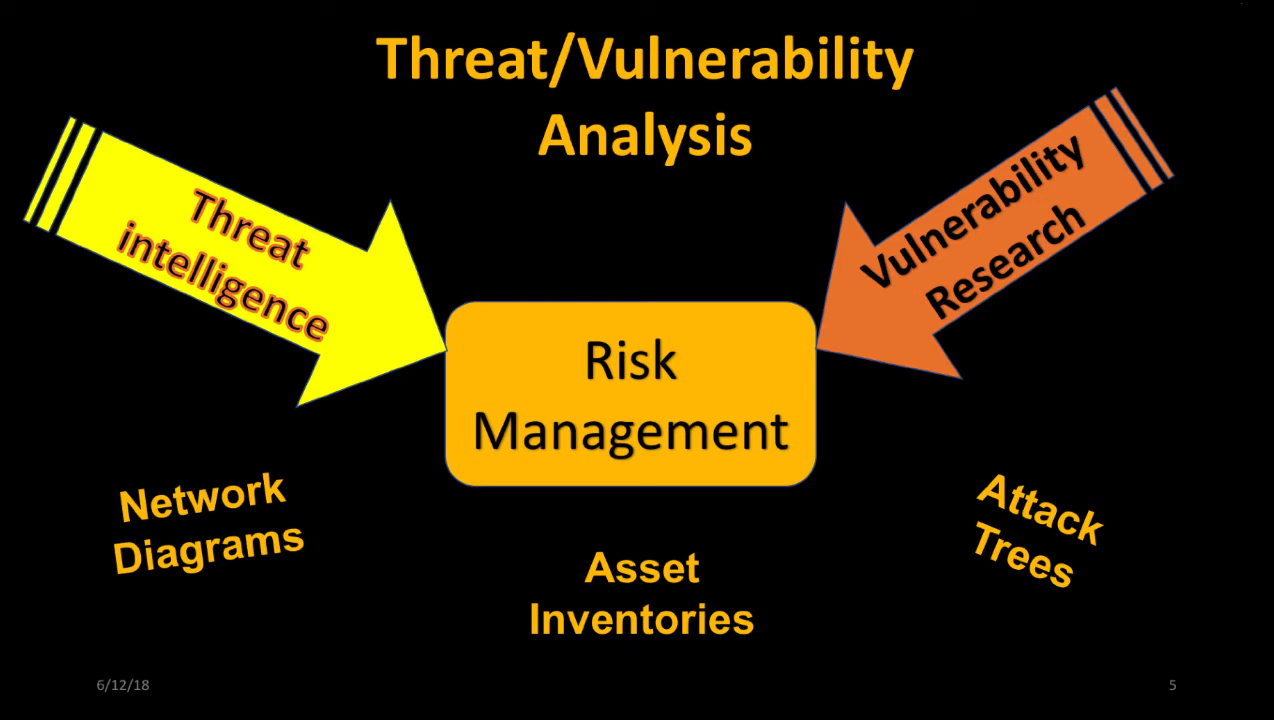 Threat/Vulnerability
Analysis
Threat
intelligence
Vulnerability
Research
Risk
Management
Network
Diagrams
Asset
Inventories
Attack
Trees
6/12/18
5